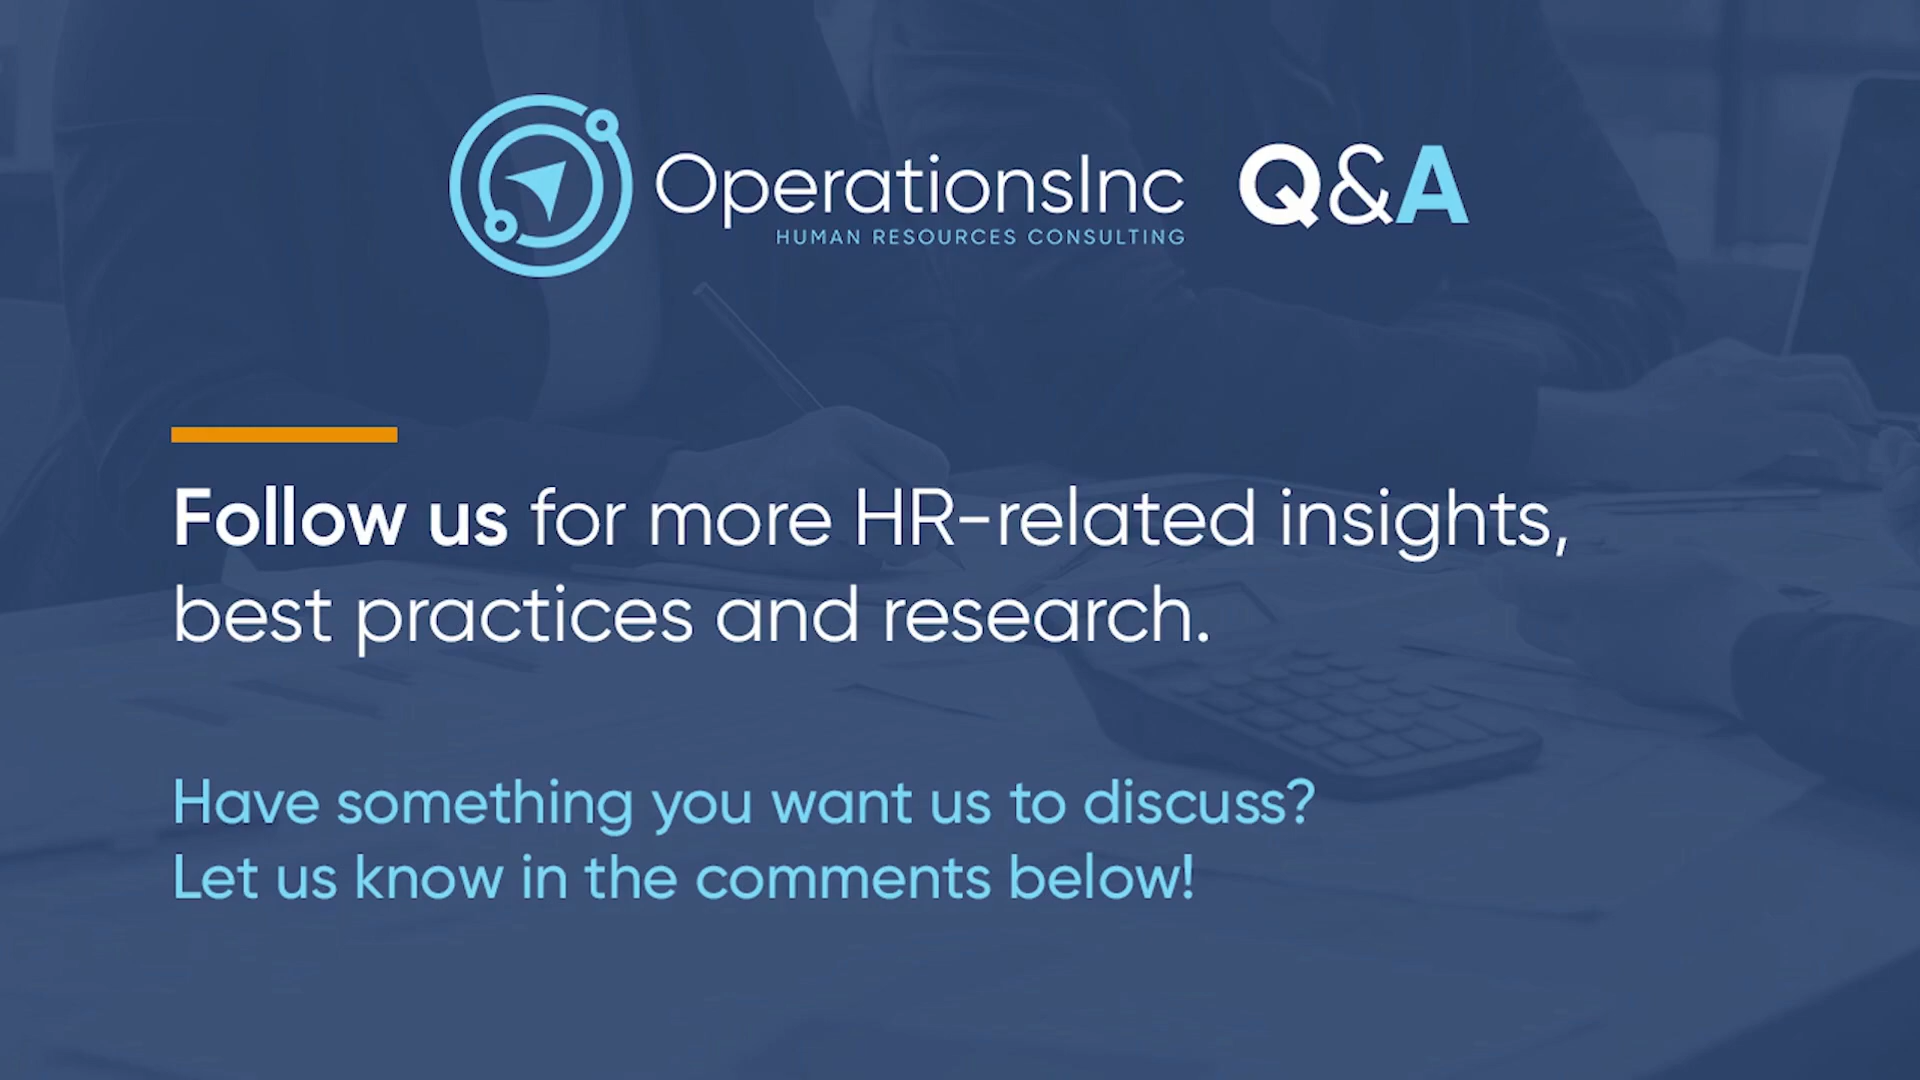 OperationsInc Q&A
HUMAN RESOURCES CONSULTING
Follow us for more HR-related insights,
best practices and research.
Have something you want us to discuss?
Let us know in the comments below!